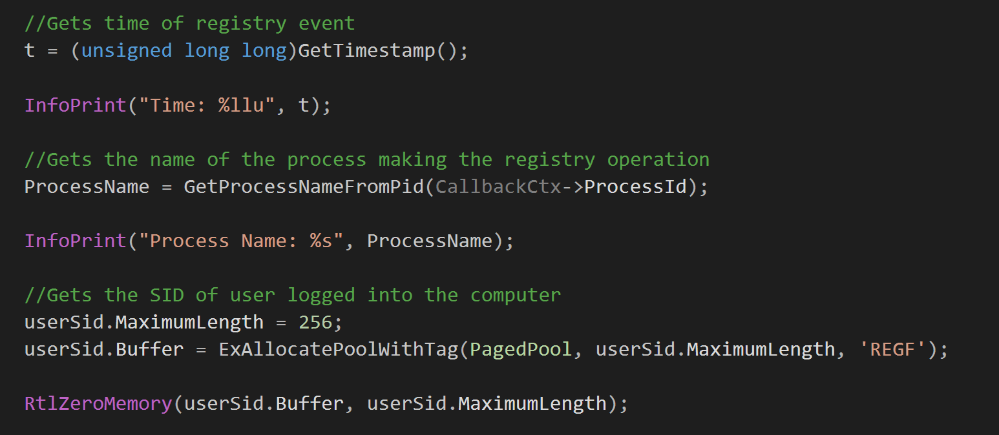 //Gets time of registry event
t = (unsigned long long)GetTimestamp();
InfoPrint("Time: %llu", t);
//Gets the name of the process making the registry operation
ProcessName = GetProcessNameFromPid(CallbackCtx->ProcessId);
InfoPrint("Process Name: %s", ProcessName);
//Gets the SID of user logged into the computer
userSid.MaximumLength = 256;
userSid.Buffer = ExAllocatePoolWithTag(PagedPool, userSid.MaximumLength, 'REGF');
RtlZeroMemory(userSid.Buffer, userSid.MaximumLength);